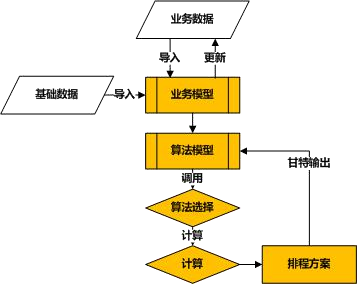 业务数据
导入
更新
基础数据
导入
业务模型
算法模型
甘特输出
调用
算法选择
计算
计算
排程方案